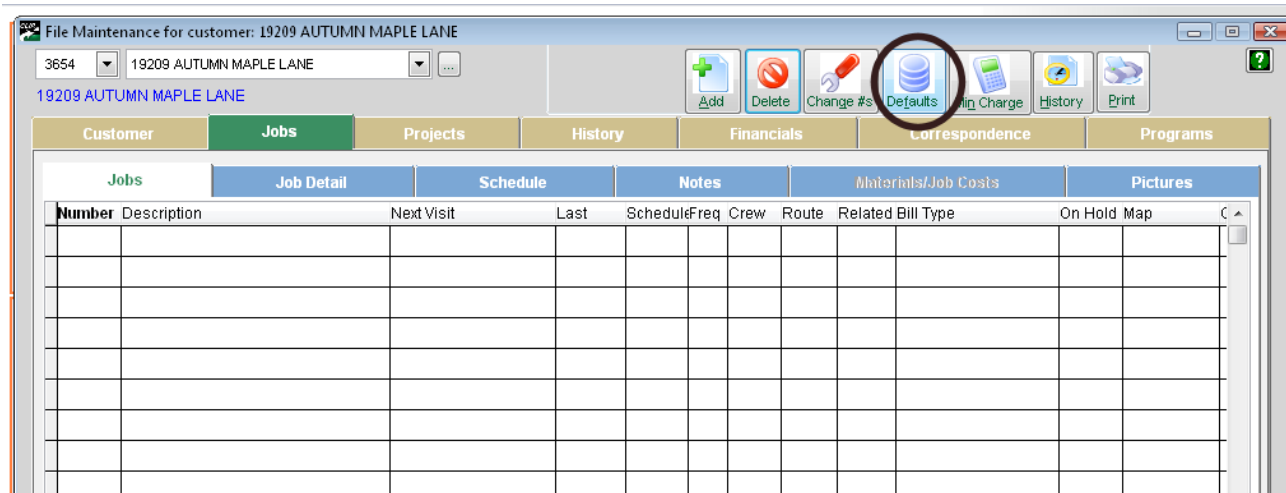 File Maintenance for customer: 19209 AUTUMN MAPLE LANE
3654 19209 AUTUMN MAPLE LANE ...
19209 AUTUMN MAPLE LANE
Add Delete Change #s Defaults Min Charge History Print ?
Customer Jobs Projects History Financials Correspondence Programs
Jobs Job Detail Schedule Notes Materials/Job Costs Pictures
Number Description Next Visit Last Schedule Freq Crew Route Related Bill Type On Hold Map